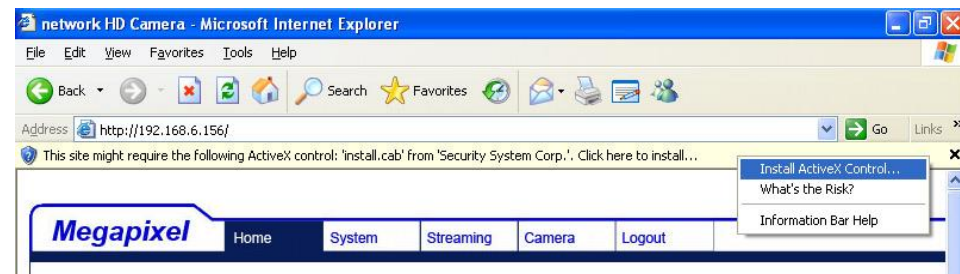 network HD Camera - Microsoft Internet Explorer
File Edit View Favorites Tools Help
Back Search Favorites
Address http://192.168.6.156/ Go Links »
This site might require the following ActiveX control: 'install.cab' from 'Security System Corp.'. Click here to install...
Install ActiveX Control...
What's the Risk?
Information Bar Help
Megapixel Home System Streaming Camera Logout